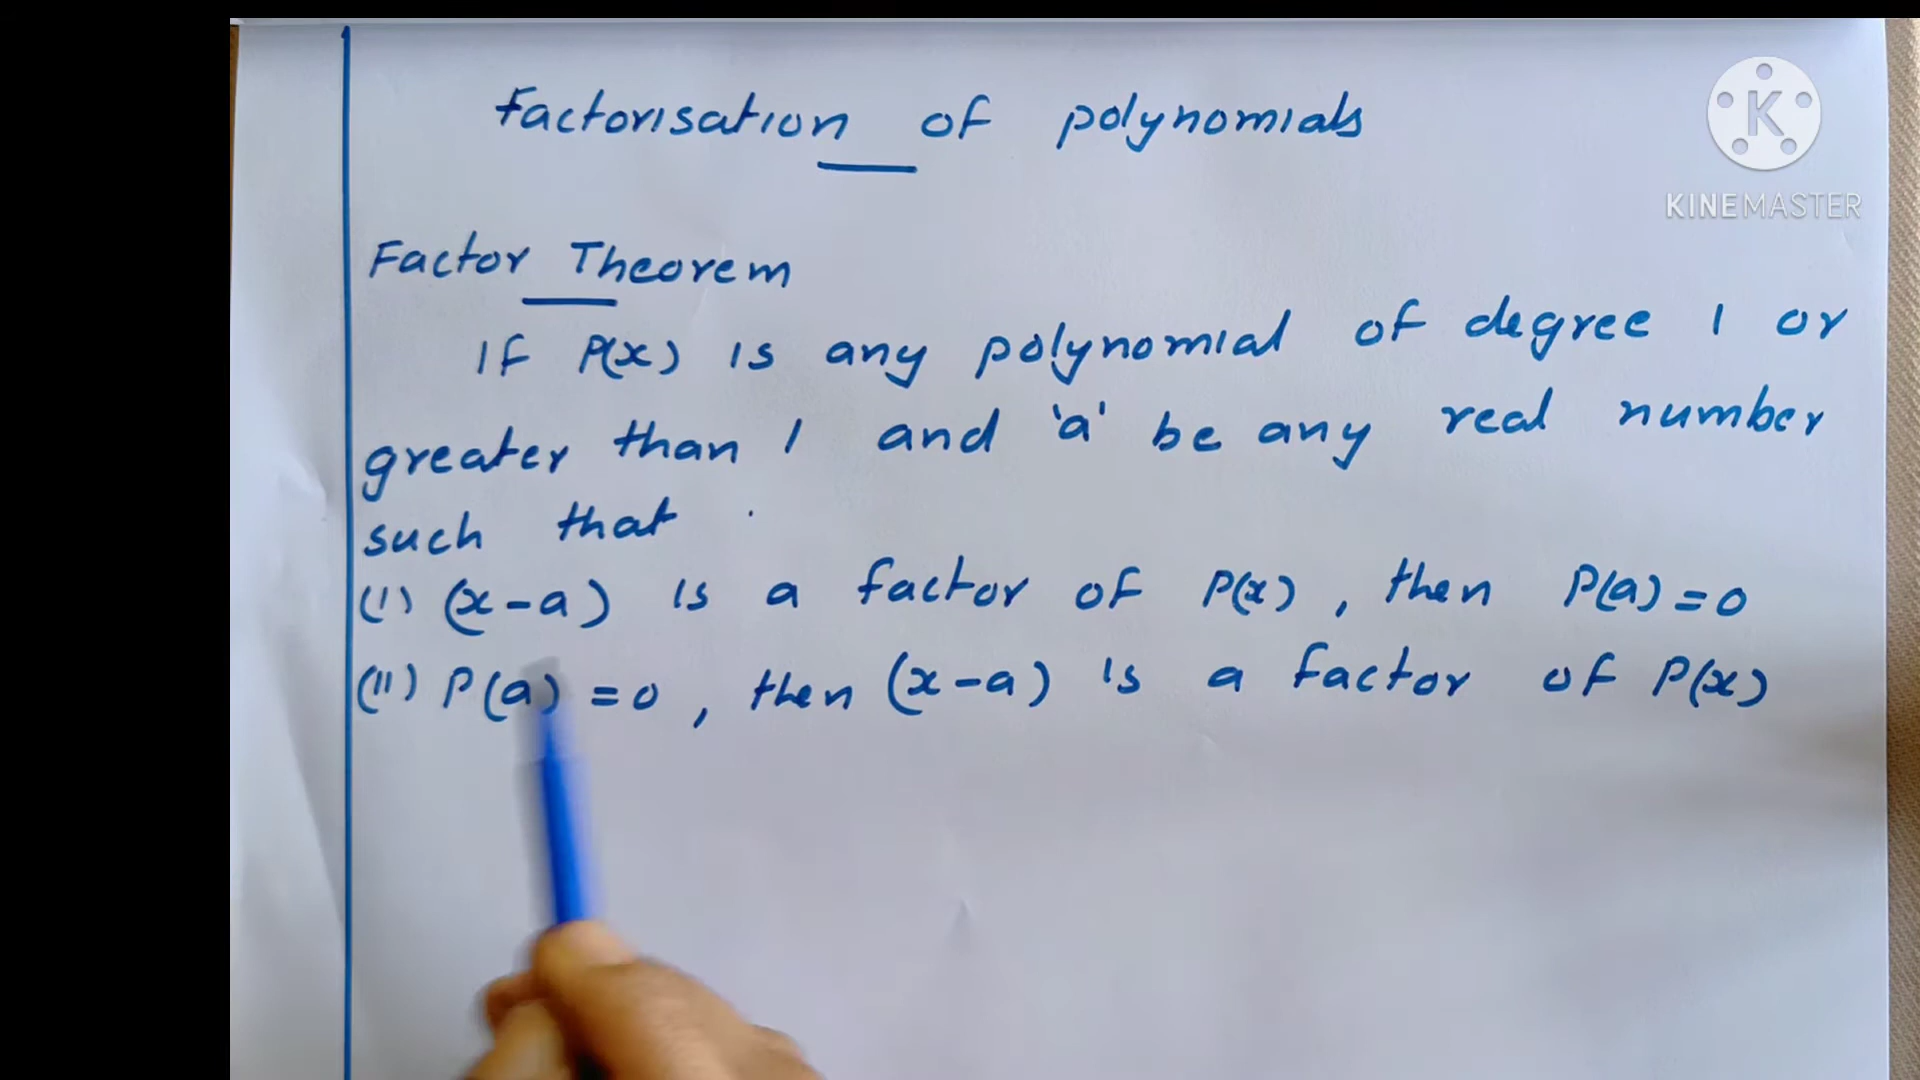 Factorisation of polynomials
KINEMASTER
Factor Theorem
If P(x) is any polynomial of degree 1 or
greater than 1 and 'a' be any real number
such that
(i) (x-a) is a factor of P(x), then P(a)=0
(ii) P(a)=0, then (x-a) is a factor of P(x)